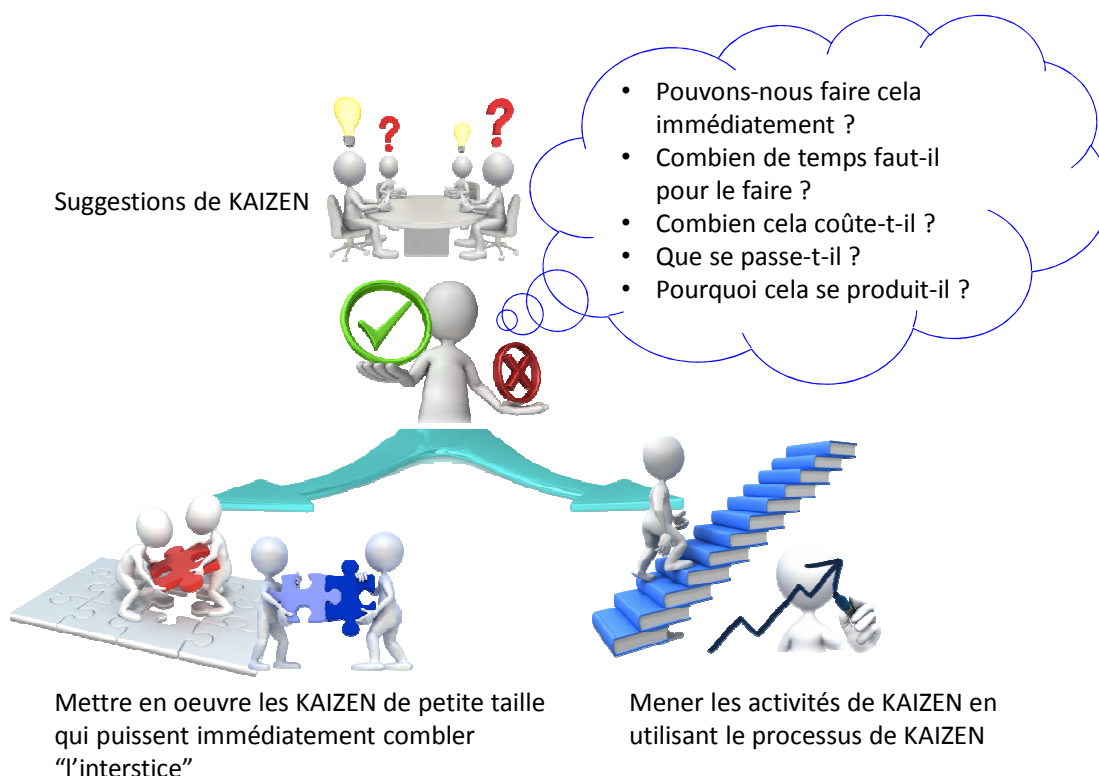 • Pouvons-nous faire cela
immédiatement ?
• Combien de temps faut-il
pour le faire ?
• Combien cela coûte-t-il ?
• Que se passe-t-il ?
• Pourquoi cela se produit-il ?
Suggestions de KAIZEN
Mettre en oeuvre les KAIZEN de petite taille
qui puissent immédiatement combler
“l’interstice”
Mener les activités de KAIZEN en
utilisant le processus de KAIZEN